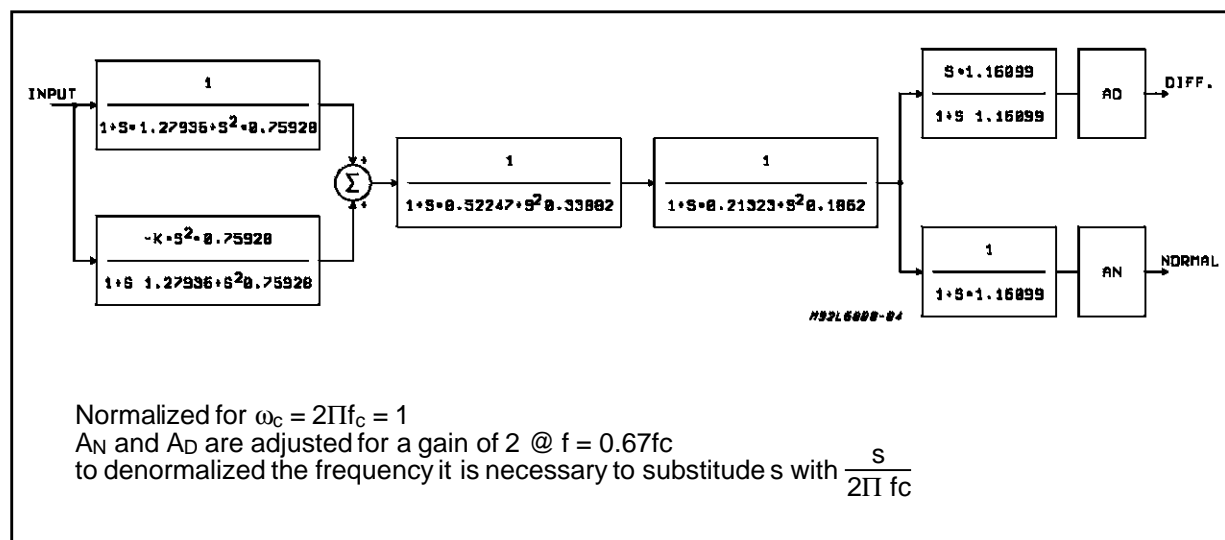 INPUT
1
1+S•1.27936+S²•0.75928
-K•S²•0.75928
1+S 1.27936+S²0.75928
+
Σ
+
1
1+S•0.52247+S²0.33882
1
1+S•0.21323+S²0.1862
S•1.16099
1+S 1.16099
AD
DIFF.
1
1+S•1.16099
AN
NORMAL
Normalized for ωc = 2Πfc = 1
AN and AD are adjusted for a gain of 2 @ f = 0.67fc
to denormalized the frequency it is necessary to substitude s with s
2Π fc